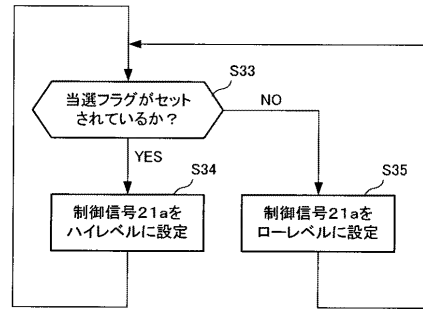 S33
当選フラグがセット
されているか？
NO
YES
S34
制御信号21aを
ハイレベルに設定
S35
制御信号21aを
ローレベルに設定